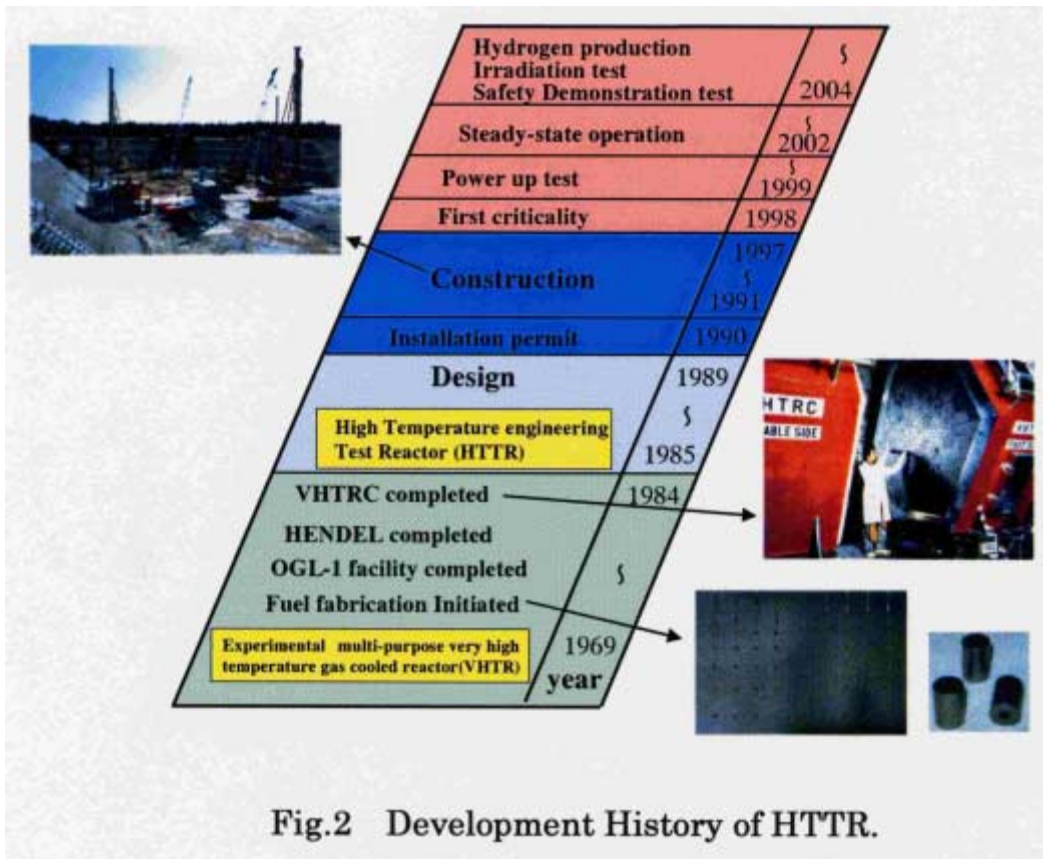 Hydrogen production
Irradiation test
Safety Demonstration test
~
2004
Steady-state operation
~
2002
Power up test
~
1999
First criticality
1998
Construction
1997
~
1991
Installation permit
1990
Design
1989
~
High Temperature engineering
Test Reactor (HTTR)
1985
VHTRC completed
1984
HENDEL completed
OGL-1 facility completed
~
Fuel fabrication Initiated
Experimental multi-purpose very high
temperature gas cooled reactor(VHTR)
1969
year
HTRC
ABLE SIDE
Fig.2 Development History of HTTR.